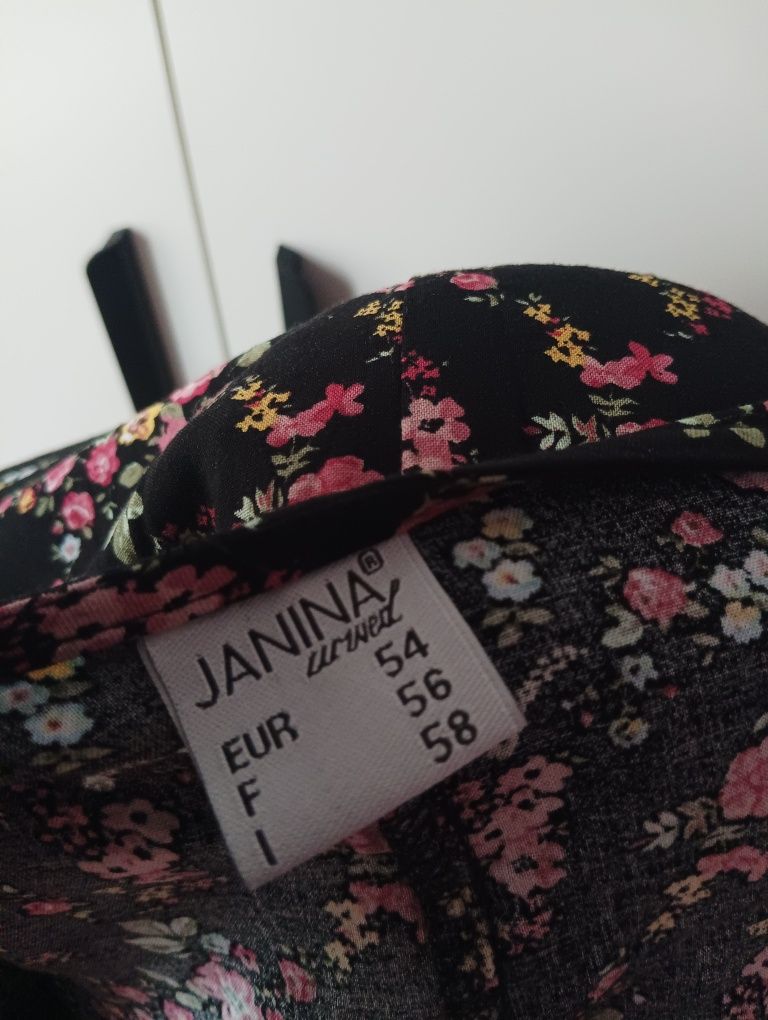 JANINA®
curved
EUR 54
F 56
I 58